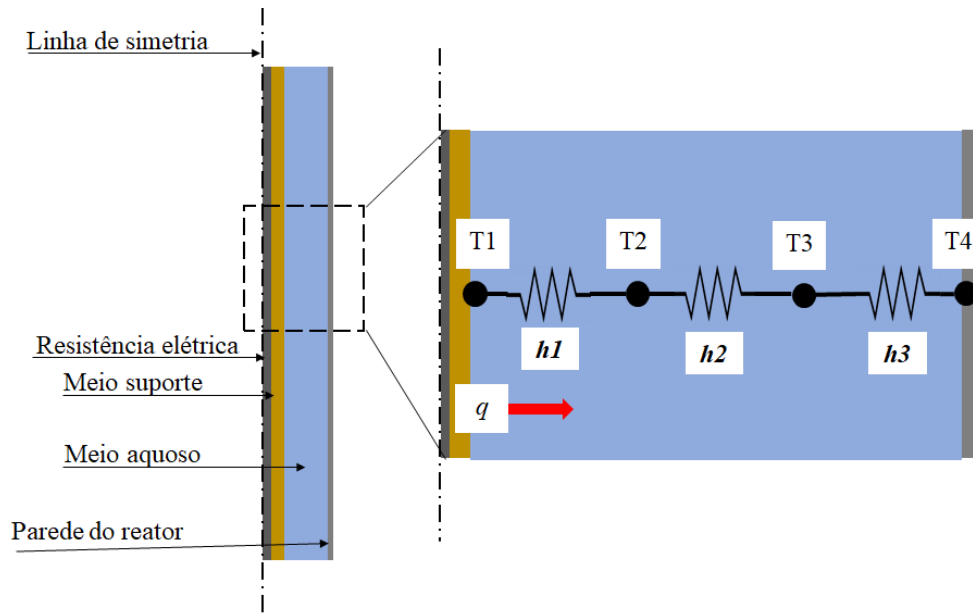 Linha de simetria
Resistência elétrica
Meio suporte
Meio aquoso
Parede do reator
T1
T2
T3
T4
h1
h2
h3
q